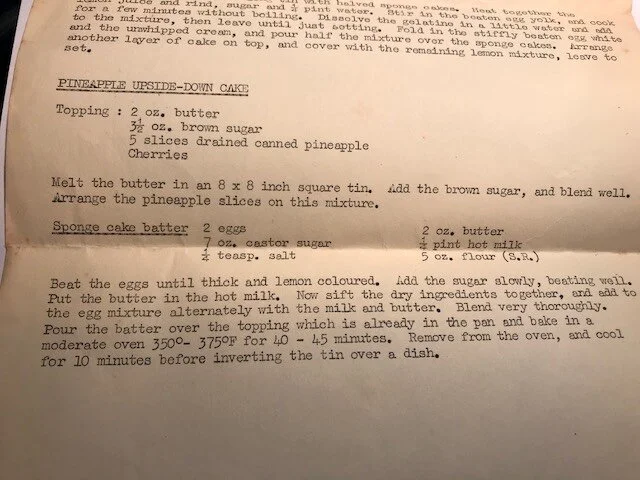 lemon juice and rind, sugar and ½ pint water. Stir in the beaten egg yolk, and cook
for a few minutes without boiling. Dissolve the gelatine in a little water and add
to the mixture, then leave until just setting. Fold in the stiffly beaten egg white
and the unwhipped cream, and pour half the mixture over the sponge cakes. Arrange
another layer of cake on top, and cover with the remaining lemon mixture, leave to
set.
PINEAPPLE UPSIDE-DOWN CAKE
Topping : 2 oz. butter
3½ oz. brown sugar
5 slices drained canned pineapple
Cherries
Melt the butter in an 8 x 8 inch square tin. Add the brown sugar, and blend well.
Arrange the pineapple slices on this mixture.
Sponge cake batter 2 eggs 2 oz. butter
7 oz. castor sugar ¼ pint hot milk
¼ teasp. salt 5 oz. flour (S.R.)
Beat the eggs until thick and lemon coloured. Add the sugar slowly, beating well.
Put the butter in the hot milk. Now sift the dry ingredients together, and add to
the egg mixture alternately with the milk and butter. Blend very thoroughly.
Pour the batter over the topping which is already in the pan and bake in a
moderate oven 350º- 375ºF for 40 - 45 minutes. Remove from the oven, and cool
for 10 minutes before inverting the tin over a dish.